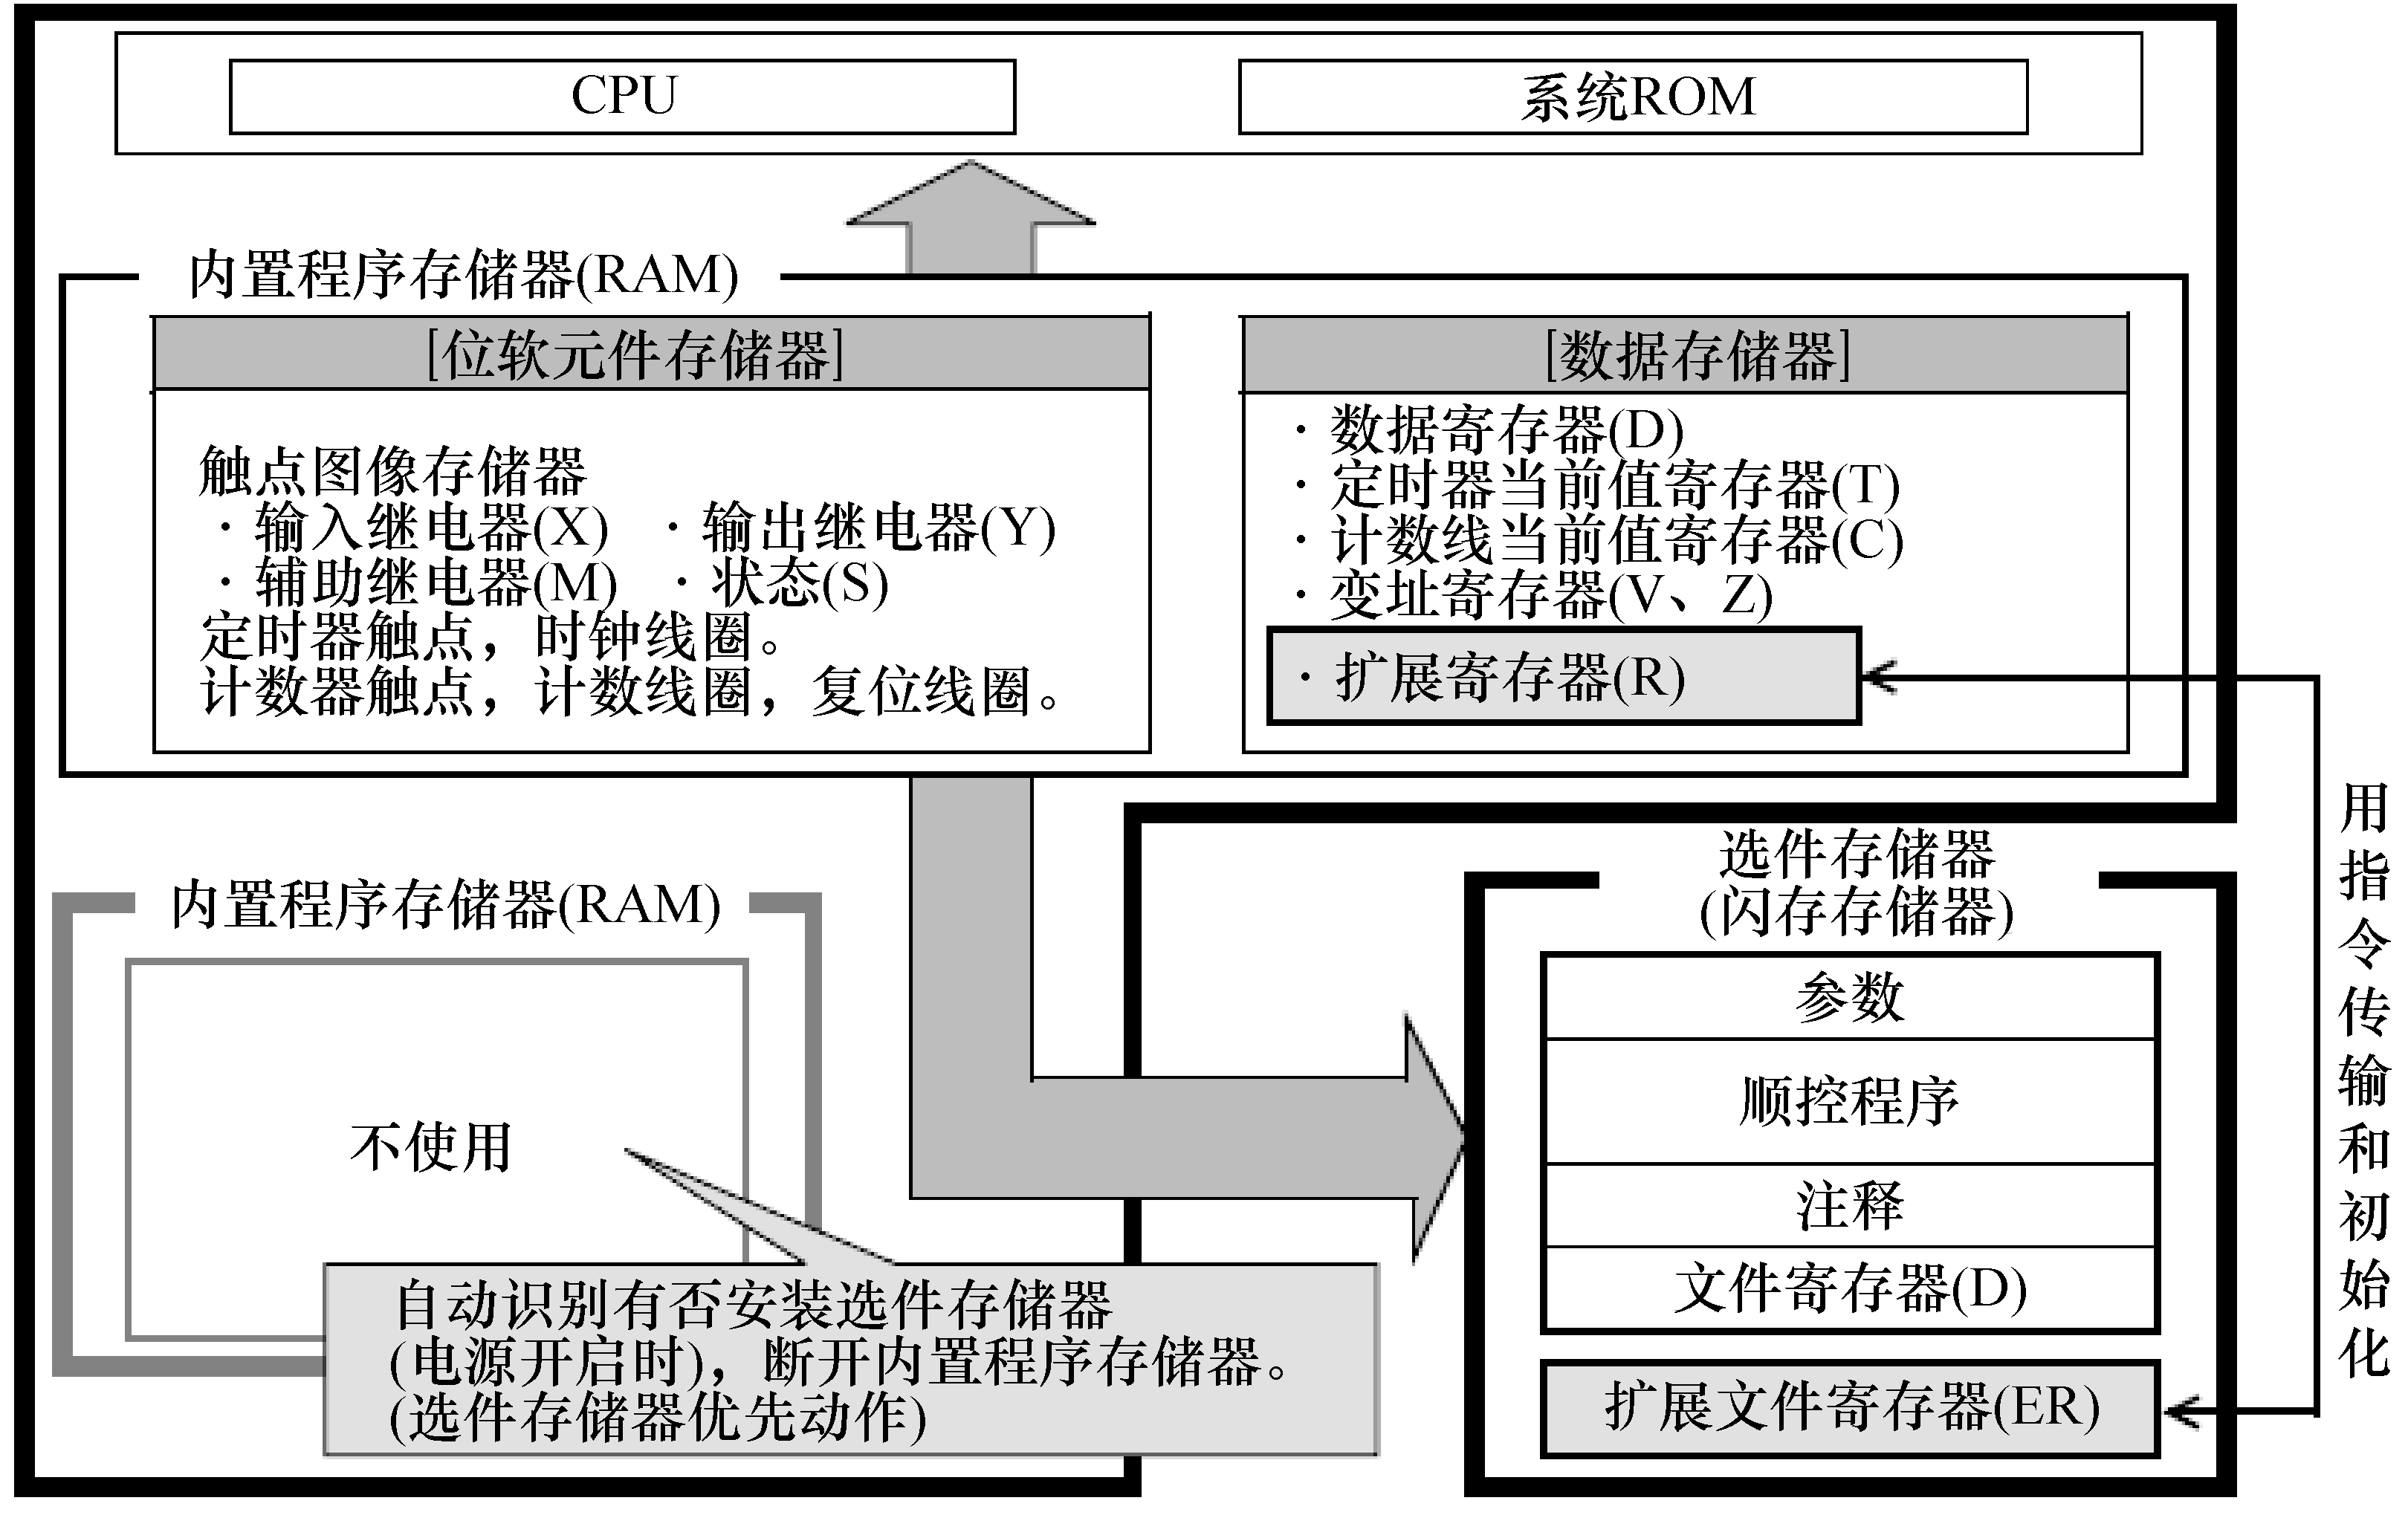 CPU
系统ROM
内置程序存储器(RAM)
[位软元件存储器]
触点图像存储器
·输入继电器(X) ·输出继电器(Y)
·辅助继电器(M) ·状态(S)
定时器触点，时钟线圈。
计数器触点，计数线圈，复位线圈。
[数据存储器]
·数据寄存器(D)
·定时器当前值寄存器(T)
·计数线当前值寄存器(C)
·变址寄存器(V、Z)
·扩展寄存器(R)
内置程序存储器(RAM)
不使用
自动识别有否安装选件存储器
(电源开启时)，断开内置程序存储器。
(选件存储器优先动作)
选件存储器
(闪存存储器)
参数
顺控程序
注释
文件寄存器(D)
扩展文件寄存器(ER)
用指令传输和初始化